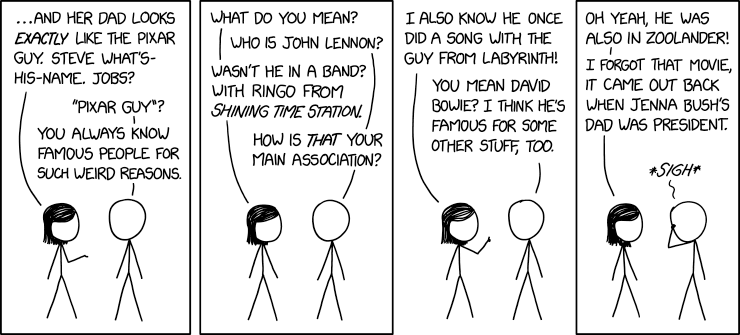 ...AND HER DAD LOOKS
EXACTLY LIKE THE PIXAR
GUY. STEVE WHAT'S-
HIS-NAME. JOBS?
"PIXAR GUY"?
YOU ALWAYS KNOW
FAMOUS PEOPLE FOR
SUCH WEIRD REASONS.
WHAT DO YOU MEAN?
WHO IS JOHN LENNON?
WASN'T HE IN A BAND?
WITH RINGO FROM
SHINING TIME STATION.
HOW IS THAT YOUR
MAIN ASSOCIATION?
I ALSO KNOW HE ONCE
DID A SONG WITH THE
GUY FROM LABYRINTH!
YOU MEAN DAVID
BOWIE? I THINK HE'S
FAMOUS FOR SOME
OTHER STUFF, TOO.
OH YEAH, HE WAS
ALSO IN ZOOLANDER!
I FORGOT THAT MOVIE,
IT CAME OUT BACK
WHEN JENNA BUSH'S
DAD WAS PRESIDENT.
*SIGH*